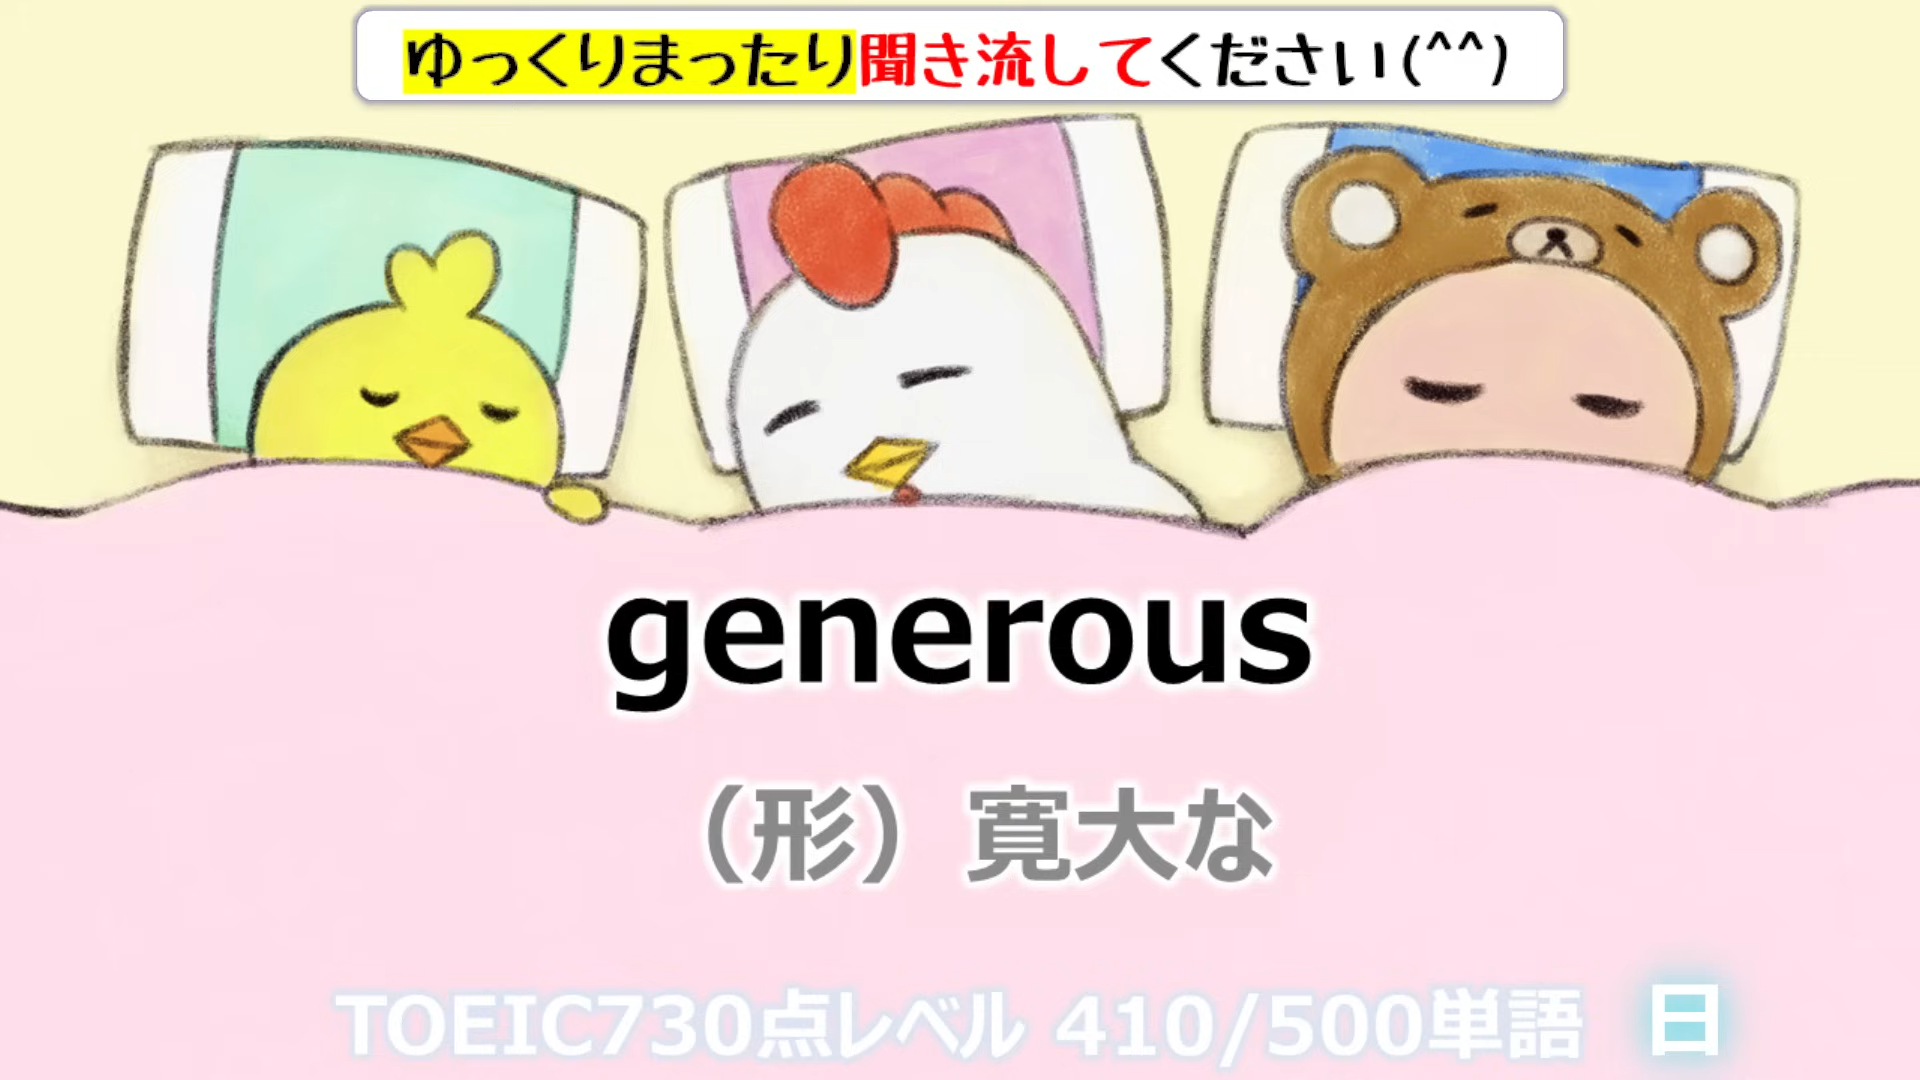 ゆっくりまったり聞き流してください(^^)
generous
（形）寛大な
TOEIC730点レベル 410/500単語 日